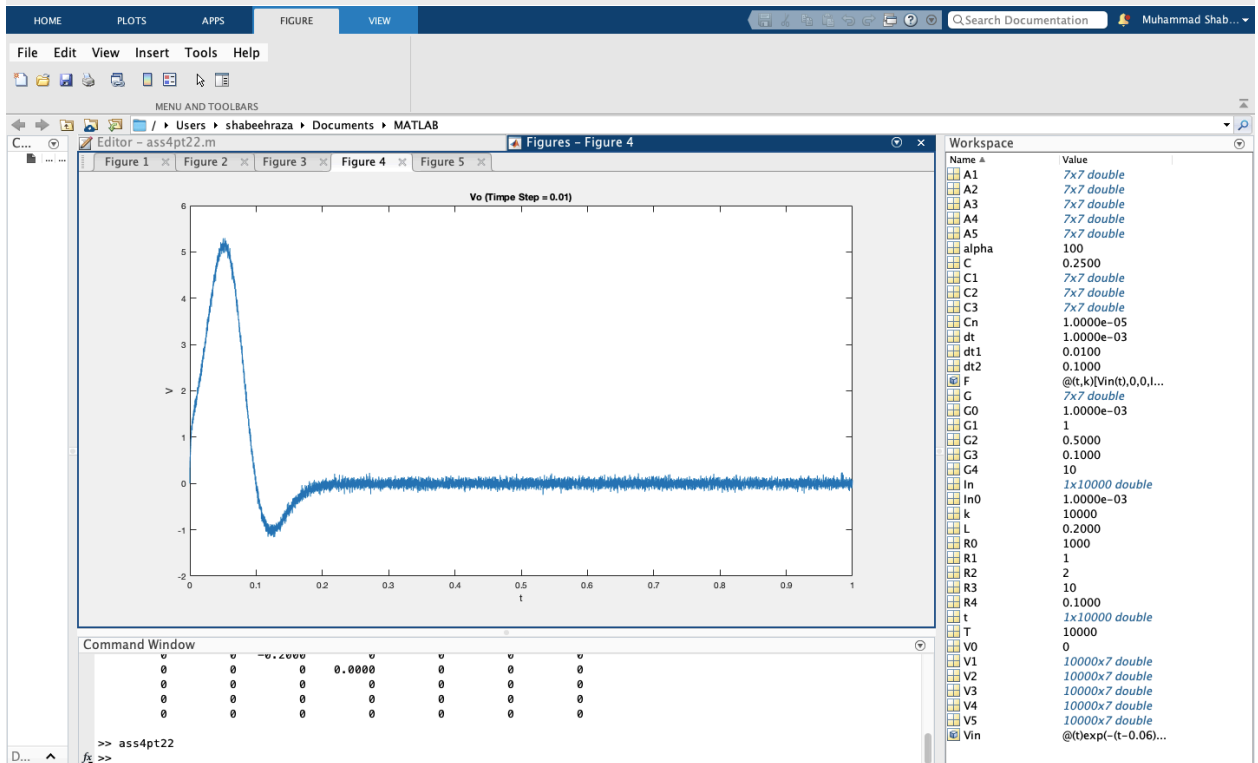 HOME PLOTS APPS FIGURE VIEW
Search Documentation Muhammad Shab...
File Edit View Insert Tools Help
MENU AND TOOLBARS
/ Users shabeehraza Documents MATLAB
C...
Editor - ass4pt22.m
Figures - Figure 4
Figure 1 Figure 2 Figure 3 Figure 4 Figure 5
Vo (Timpe Step = 0.01)
6
5
4
3
2
1
0
-1
-2
V
0 0.1 0.2 0.3 0.4 0.5 0.6 0.7 0.8 0.9 1
t
Command Window
0 0 -0.2000 0 0 0 0
0 0 0 0.0000 0 0 0
0 0 0 0 0 0 0
0 0 0 0 0 0 0
0 0 0 0 0 0 0
>> ass4pt22
fx >>
D...
Workspace
Name Value
A1 7x7 double
A2 7x7 double
A3 7x7 double
A4 7x7 double
A5 7x7 double
alpha 100
C 0.2500
C1 7x7 double
C2 7x7 double
C3 7x7 double
Cn 1.0000e-05
dt 1.0000e-03
dt1 0.0100
dt2 0.1000
F @(t,k)[Vin(t),0,0,I...
G 7x7 double
G0 1.0000e-03
G1 1
G2 0.5000
G3 0.1000
G4 10
In 1x10000 double
In0 1.0000e-03
k 10000
L 0.2000
R0 1000
R1 1
R2 2
R3 10
R4 0.1000
t 1x10000 double
T 10000
V0 0
V1 10000x7 double
V2 10000x7 double
V3 10000x7 double
V4 10000x7 double
V5 10000x7 double
Vin @(t)exp(-(t-0.06)...